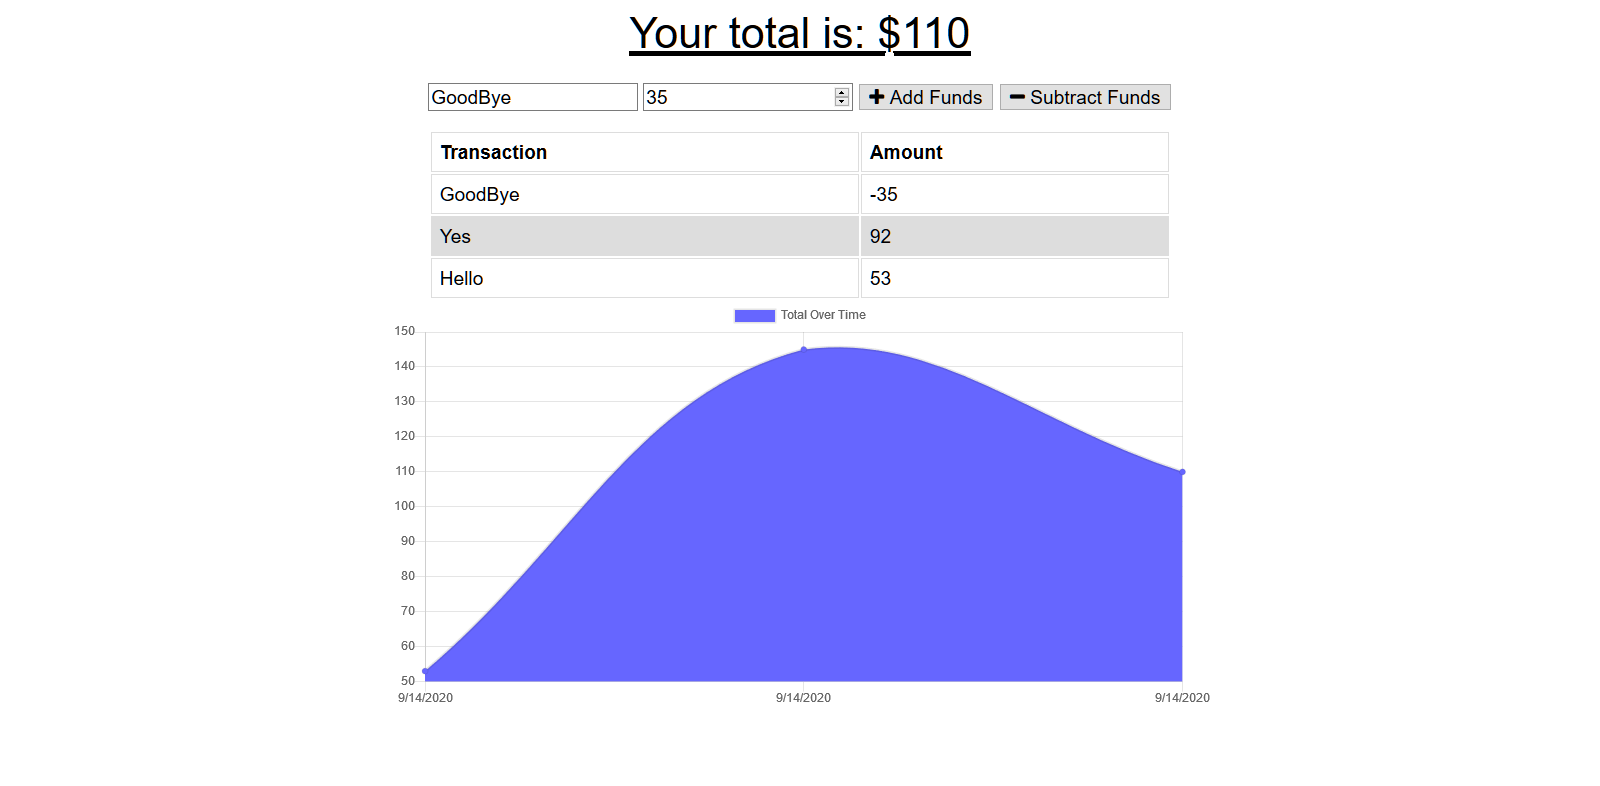 Your total is: $110
GoodBye 35 Add Funds Subtract Funds
Transaction Amount
GoodBye -35
Yes 92
Hello 53
Total Over Time
150
140
130
120
110
100
90
80
70
60
50
9/14/2020 9/14/2020 9/14/2020